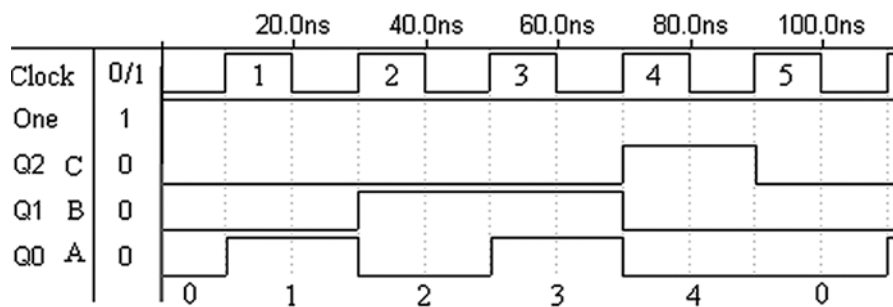 20.0ns 40.0ns 60.0ns 80.0ns 100.0ns
Clock 0/1 1 2 3 4 5
One 1
Q2 C 0
Q1 B 0
Q0 A 0
0 1 2 3 4 0